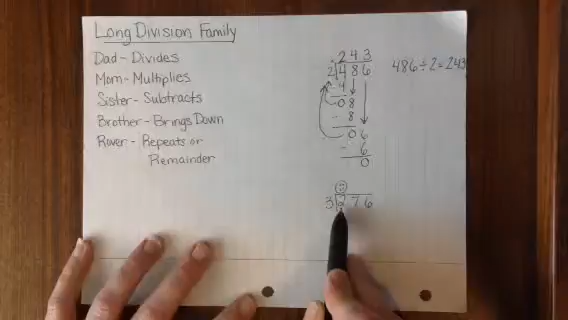 Long Division Family
Dad - Divides
Mom - Multiplies
Sister - Subtracts
Brother - Brings Down
Rover - Repeats or
Remainder
243
2 486
- 4
08
- 8
06
- 6
0
486 ÷ 2 = 243
3 276